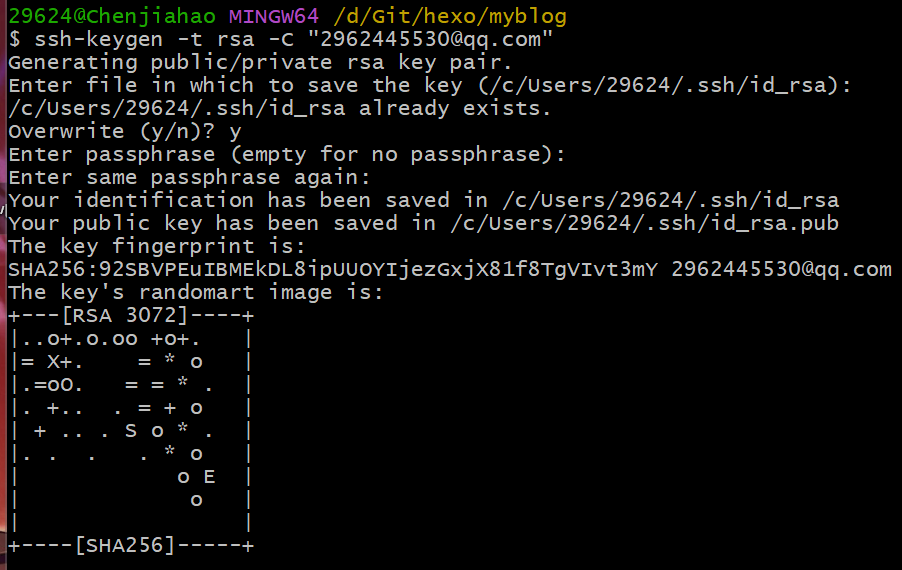 29624@Chenjiahao MINGW64 /d/Git/hexo/myblog
$ ssh-keygen -t rsa -C "2962445530@qq.com"
Generating public/private rsa key pair.
Enter file in which to save the key (/c/Users/29624/.ssh/id_rsa):
/c/Users/29624/.ssh/id_rsa already exists.
Overwrite (y/n)? y
Enter passphrase (empty for no passphrase):
Enter same passphrase again:
Your identification has been saved in /c/Users/29624/.ssh/id_rsa
Your public key has been saved in /c/Users/29624/.ssh/id_rsa.pub
The key fingerprint is:
SHA256:92SBVPEuIBMEkDL8ipUUOYIjezGxjX81f8TgVIvt3mY 2962445530@qq.com
The key's randomart image is:
+---[RSA 3072]----+
|..o+.o.oo +o+.   |
|= X+.    = * o   |
|.=oO.   = = * .  |
|. +..  . = + o   |
| + .. . S o * .  |
|. .  .   . * o   |
|            o E  |
|             o   |
|                 |
+----[SHA256]-----+